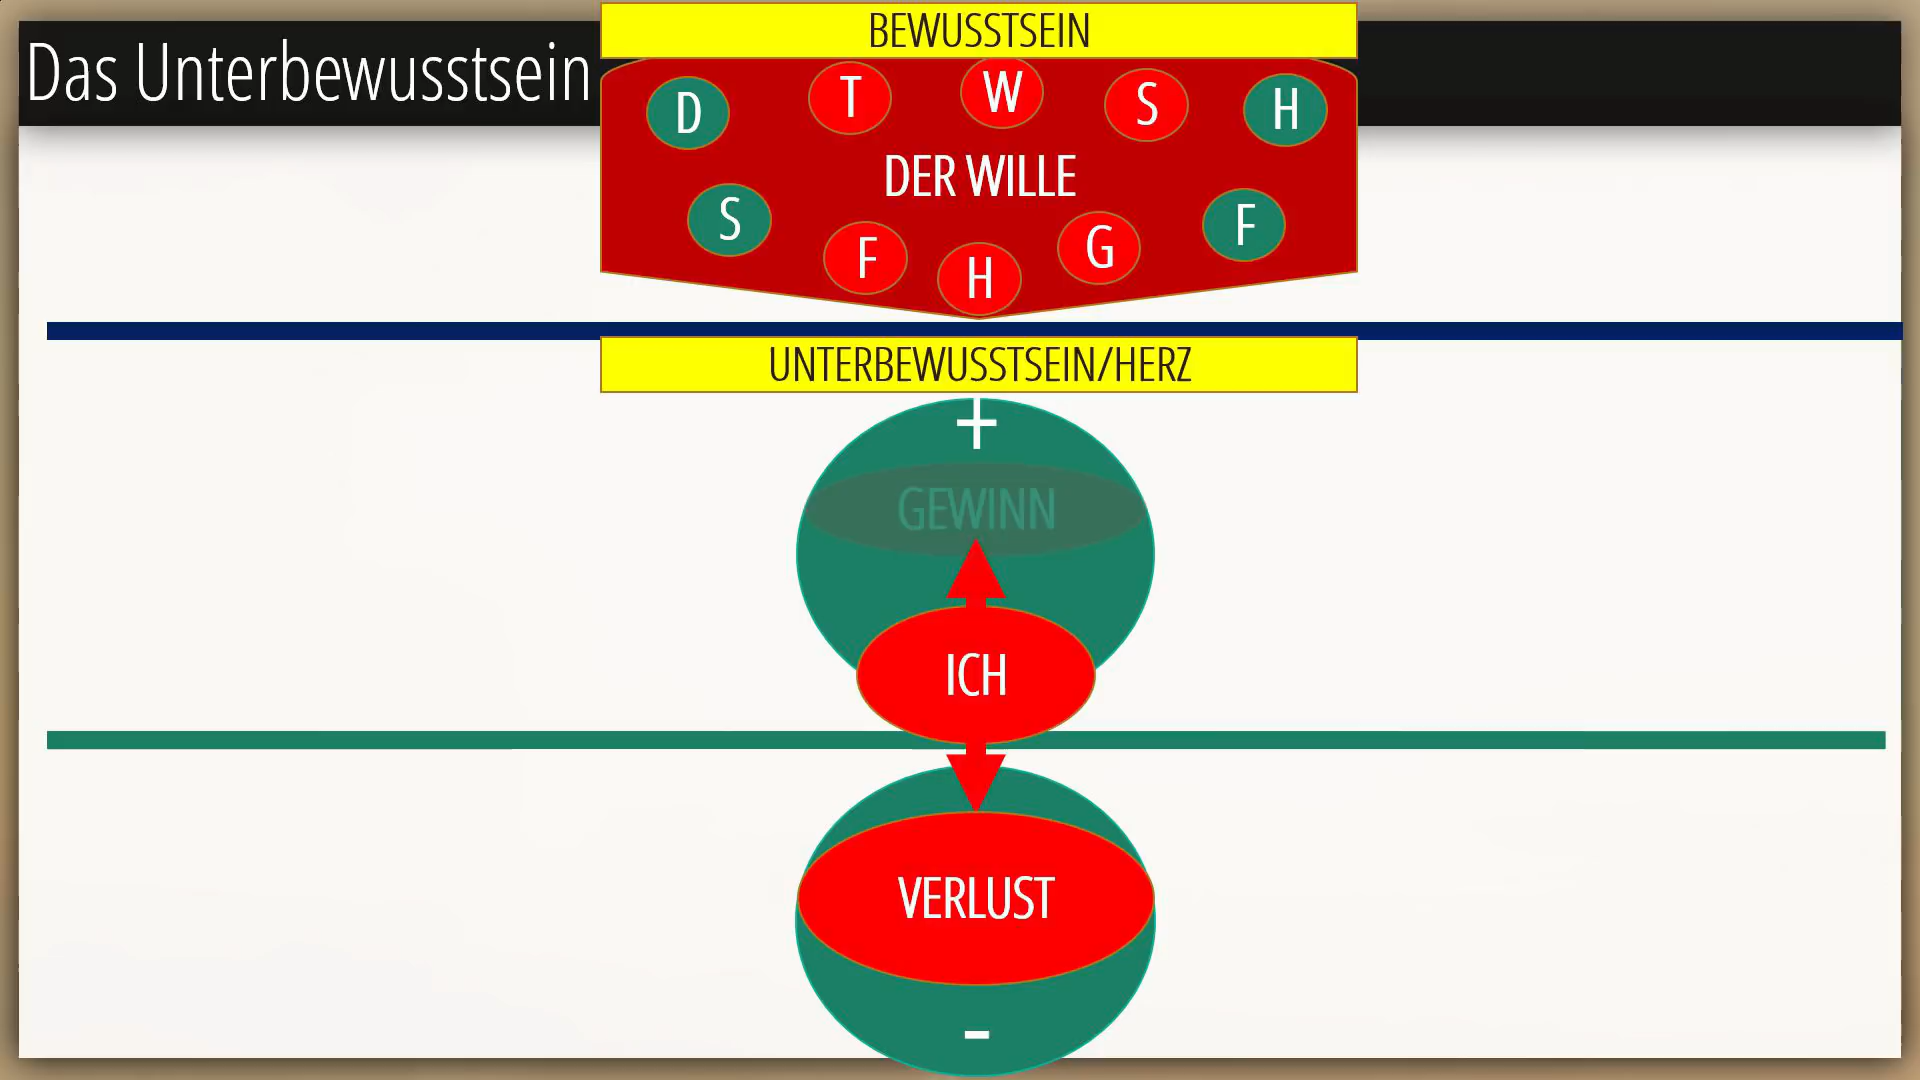 BEWUSSTSEIN
Das Unterbewusstsein
D T W S H
DER WILLE
S F H G F
UNTERBEWUSSTSEIN/HERZ
+
GEWINN
ICH
VERLUST
-